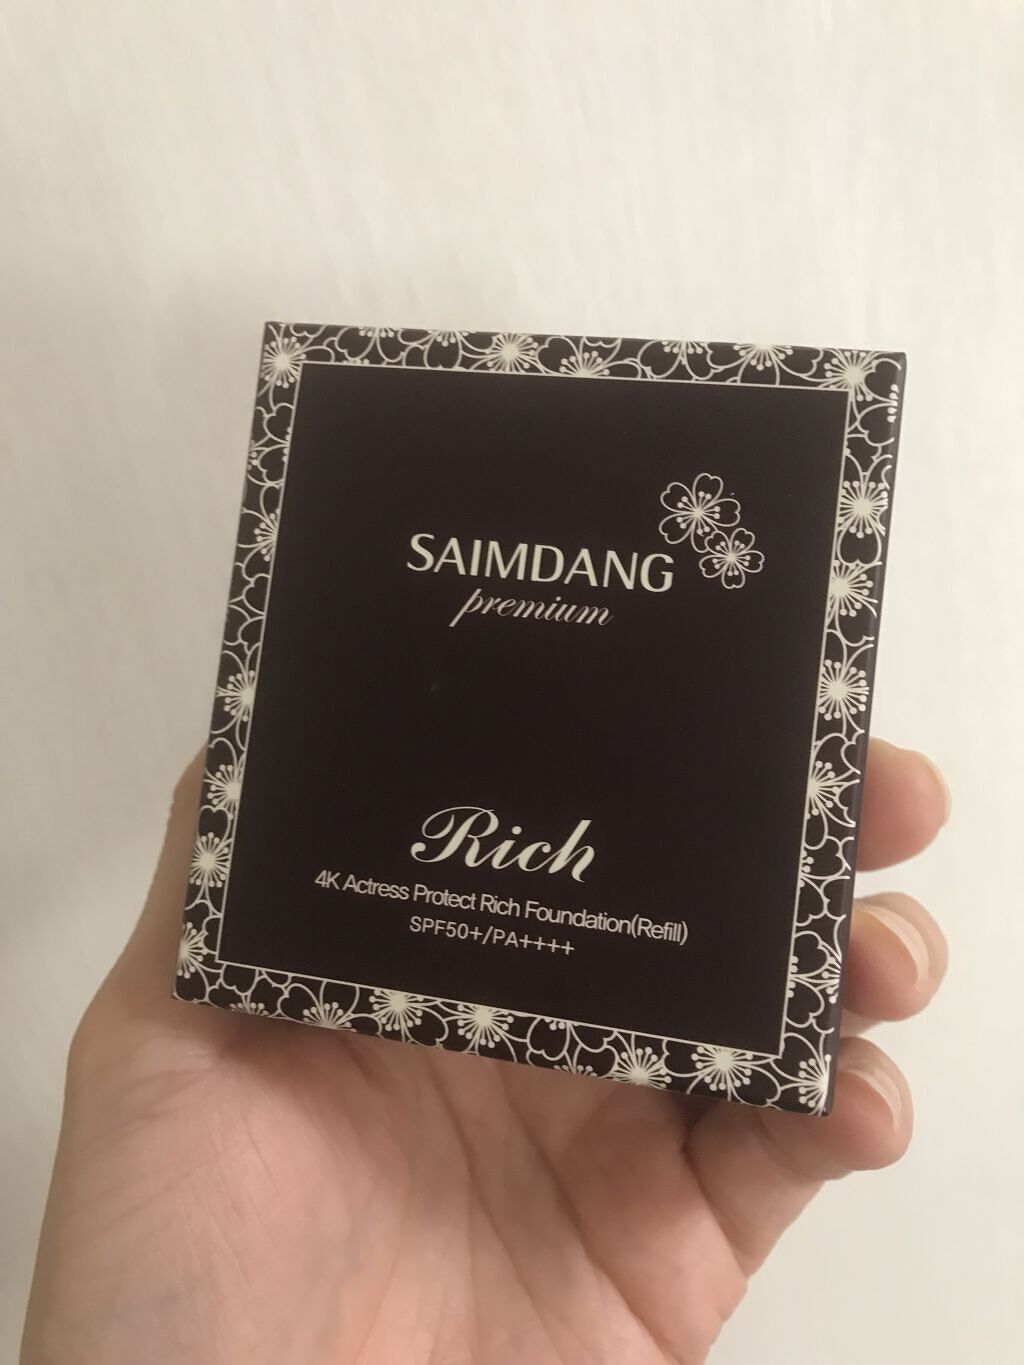 SAIMDANG
premium
Rich
4K Actress Protect Rich Foundation(Refill)
SPF50+/PA++++